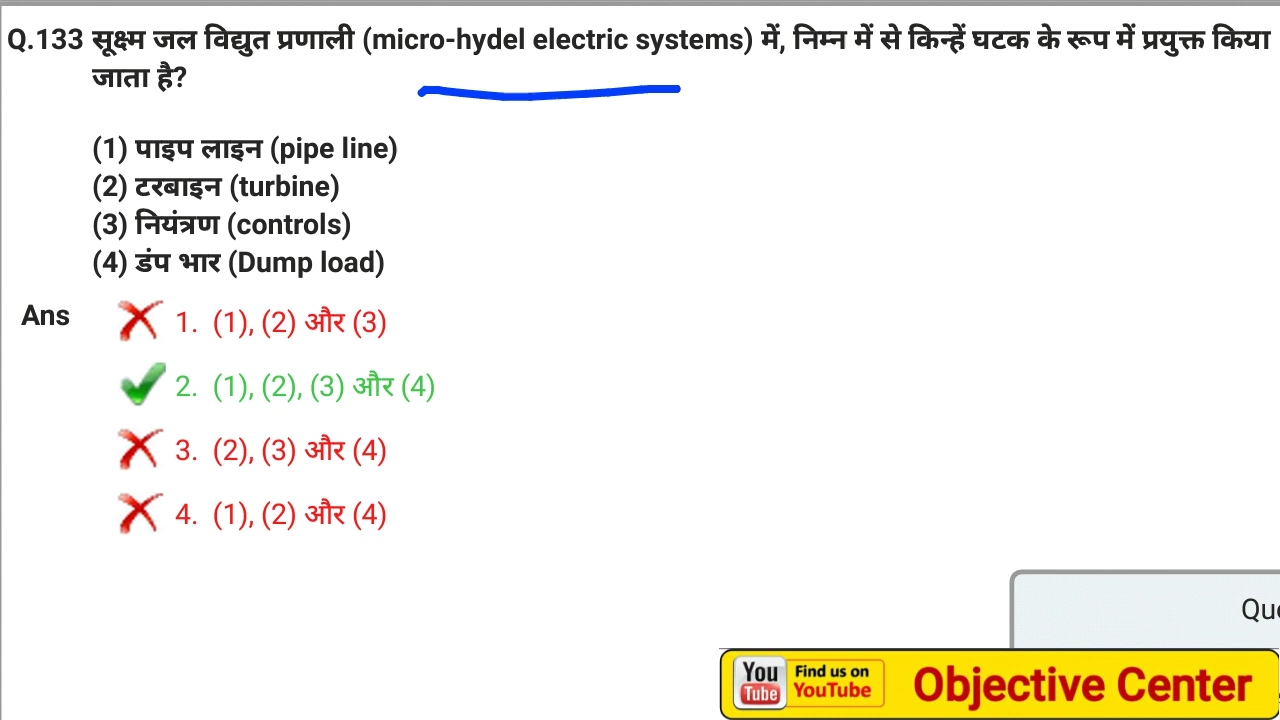 Q.133 सूक्ष्म जल विद्युत प्रणाली (micro-hydel electric systems) में, निम्न में से किन्हें घटक के रूप में प्रयुक्त किया
जाता है?
(1) पाइप लाइन (pipe line)
(2) टरबाइन (turbine)
(3) नियंत्रण (controls)
(4) डंप भार (Dump load)
Ans
1. (1), (2) और (3)
2. (1), (2), (3) और (4)
3. (2), (3) और (4)
4. (1), (2) और (4)
You Tube Find us on YouTube Objective Center